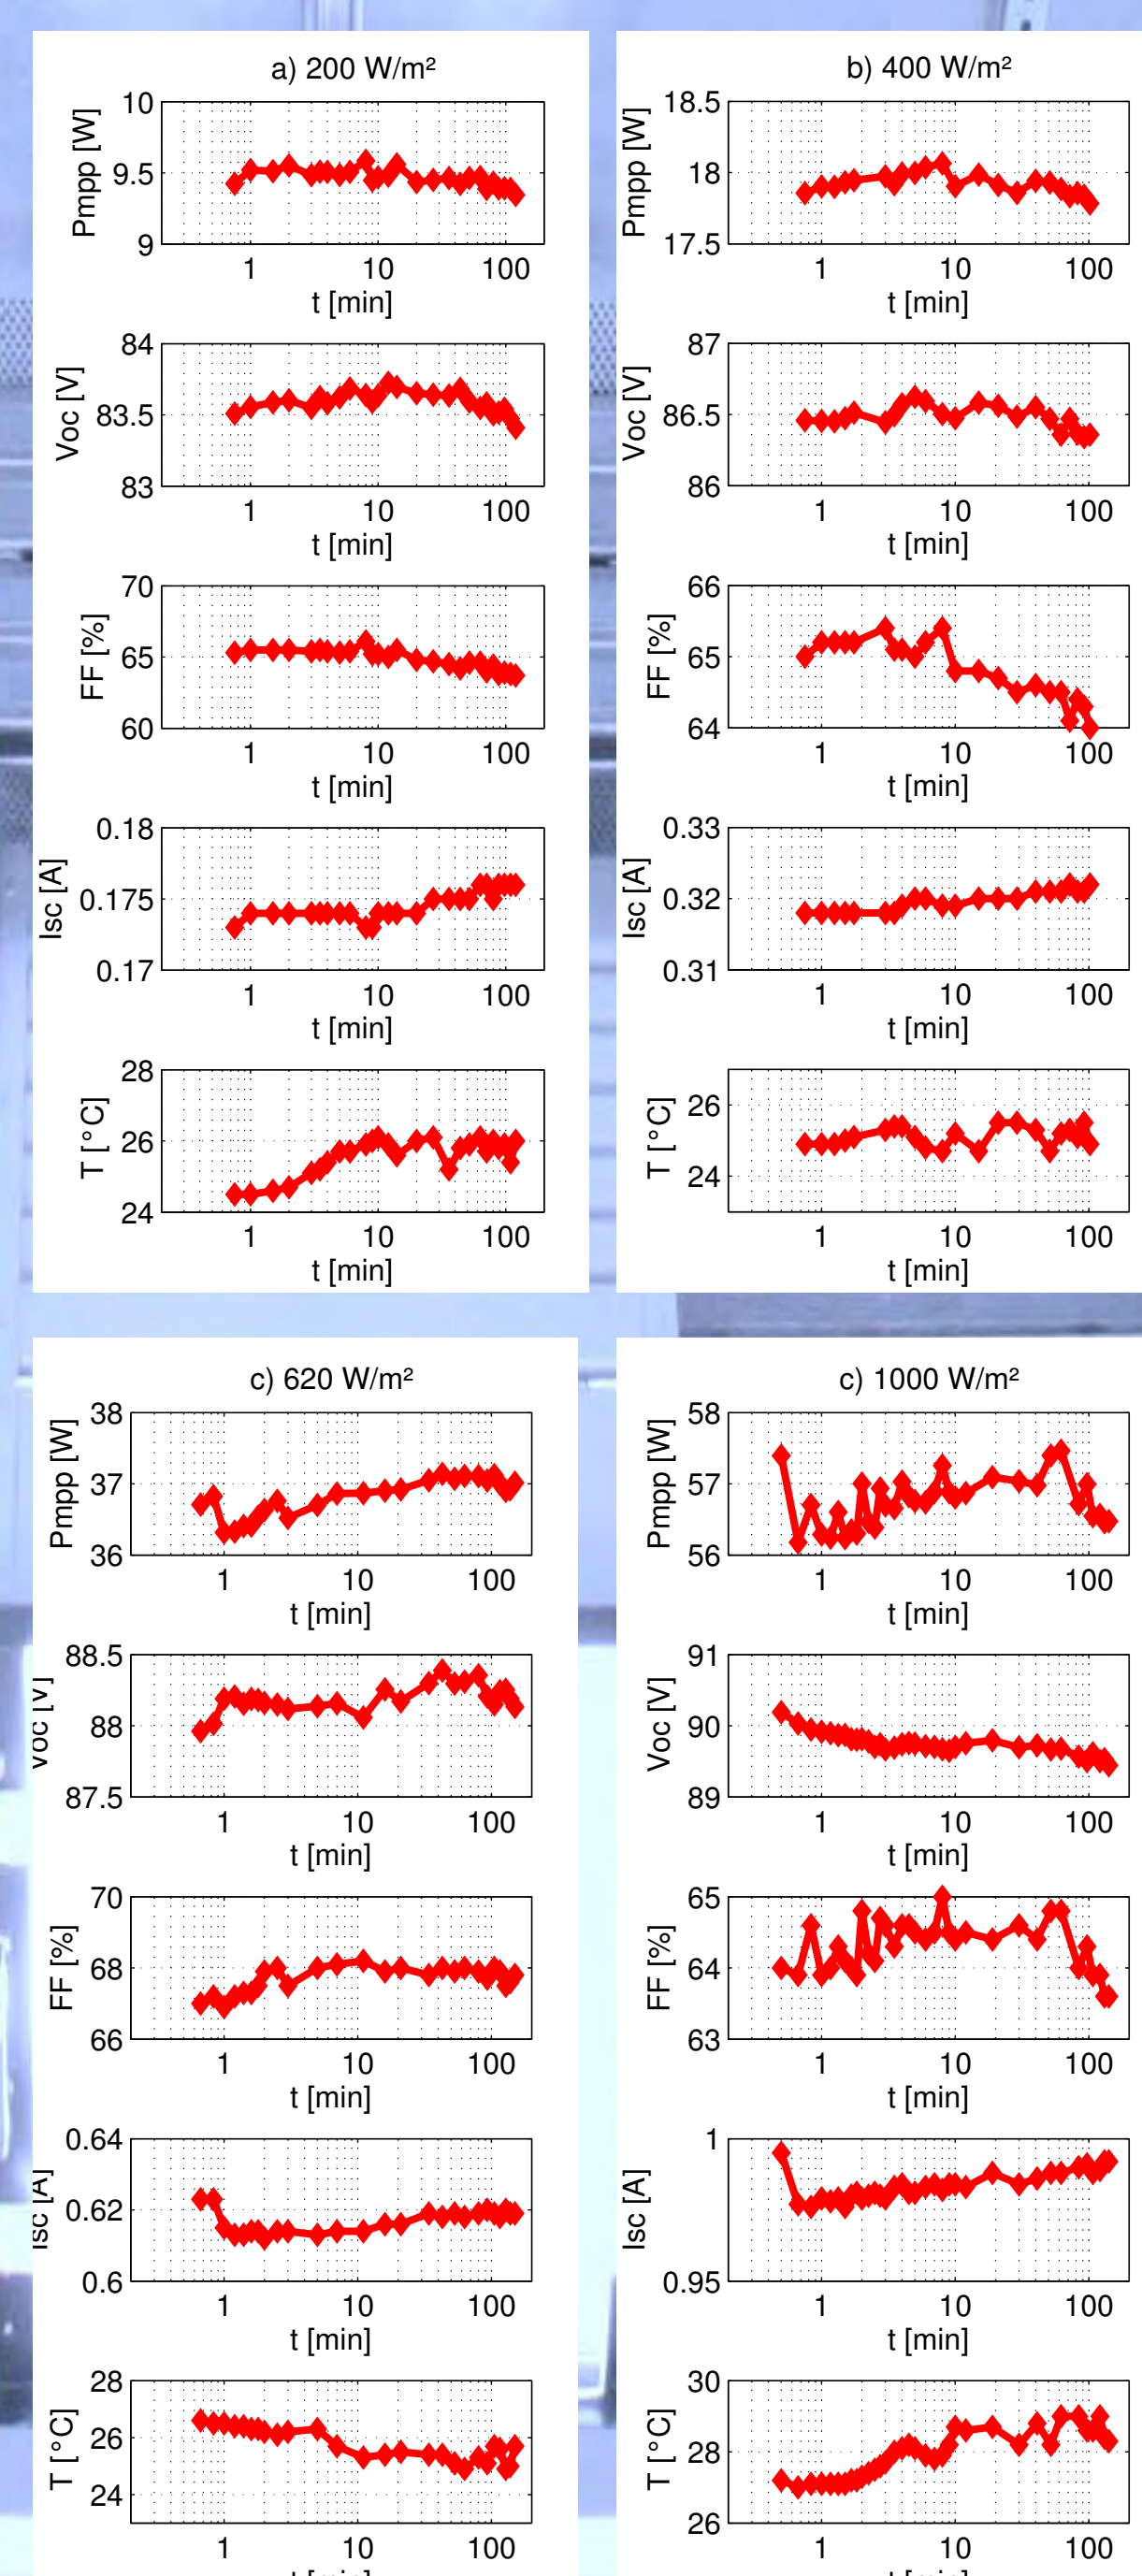 a) 200 W/m²
Pmpp [W]
10
9.5
9
1 10 100
t [min]
Voc [V]
84
83.5
83
1 10 100
t [min]
FF [%]
70
65
60
1 10 100
t [min]
Isc [A]
0.18
0.175
0.17
1 10 100
t [min]
T [°C]
28
26
24
1 10 100
t [min]
b) 400 W/m²
Pmpp [W]
18.5
18
17.5
1 10 100
t [min]
Voc [V]
87
86.5
86
1 10 100
t [min]
FF [%]
66
65
64
1 10 100
t [min]
Isc [A]
0.33
0.32
0.31
1 10 100
t [min]
T [°C]
26
24
1 10 100
t [min]
c) 620 W/m²
Pmpp [W]
38
37
36
1 10 100
t [min]
Voc [V]
88.5
88
87.5
1 10 100
t [min]
FF [%]
70
68
66
1 10 100
t [min]
Isc [A]
0.64
0.62
0.6
1 10 100
t [min]
T [°C]
28
26
24
1 10 100
t [min]
c) 1000 W/m²
Pmpp [W]
58
57
56
1 10 100
t [min]
Voc [V]
91
90
89
1 10 100
t [min]
FF [%]
65
64
63
1 10 100
t [min]
Isc [A]
1
0.95
1 10 100
t [min]
T [°C]
30
28
26
1 10 100
t [min]